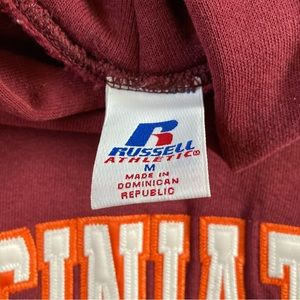 RUSSELL
ATHLETIC®
M
MADE IN
DOMINICAN
REPUBLIC